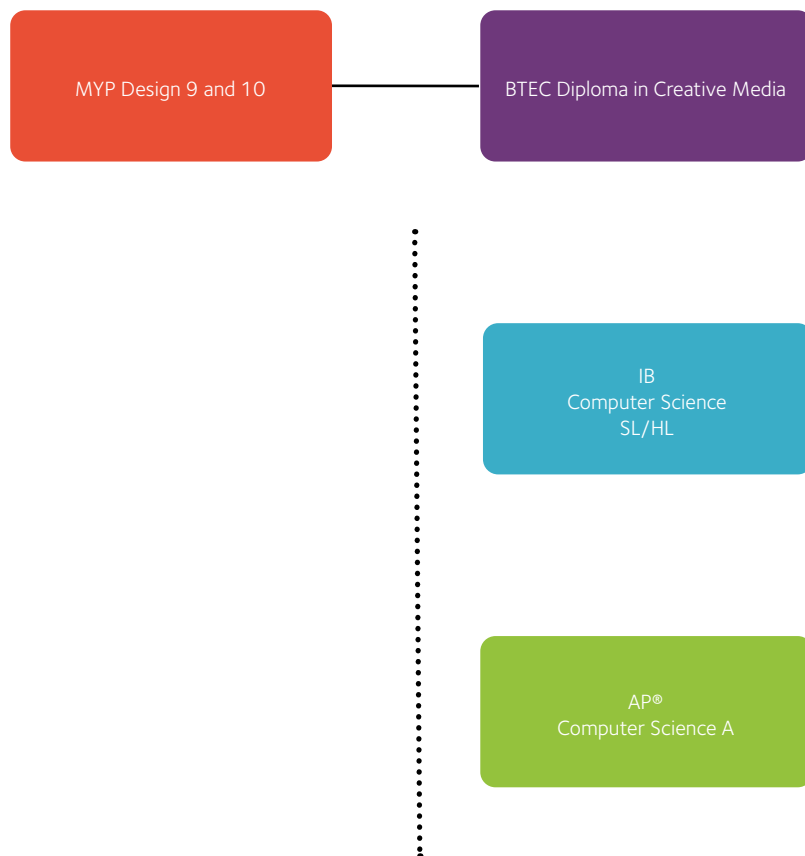 MYP Design 9 and 10
BTEC Diploma in Creative Media
IB
Computer Science
SL/HL
AP®
Computer Science A